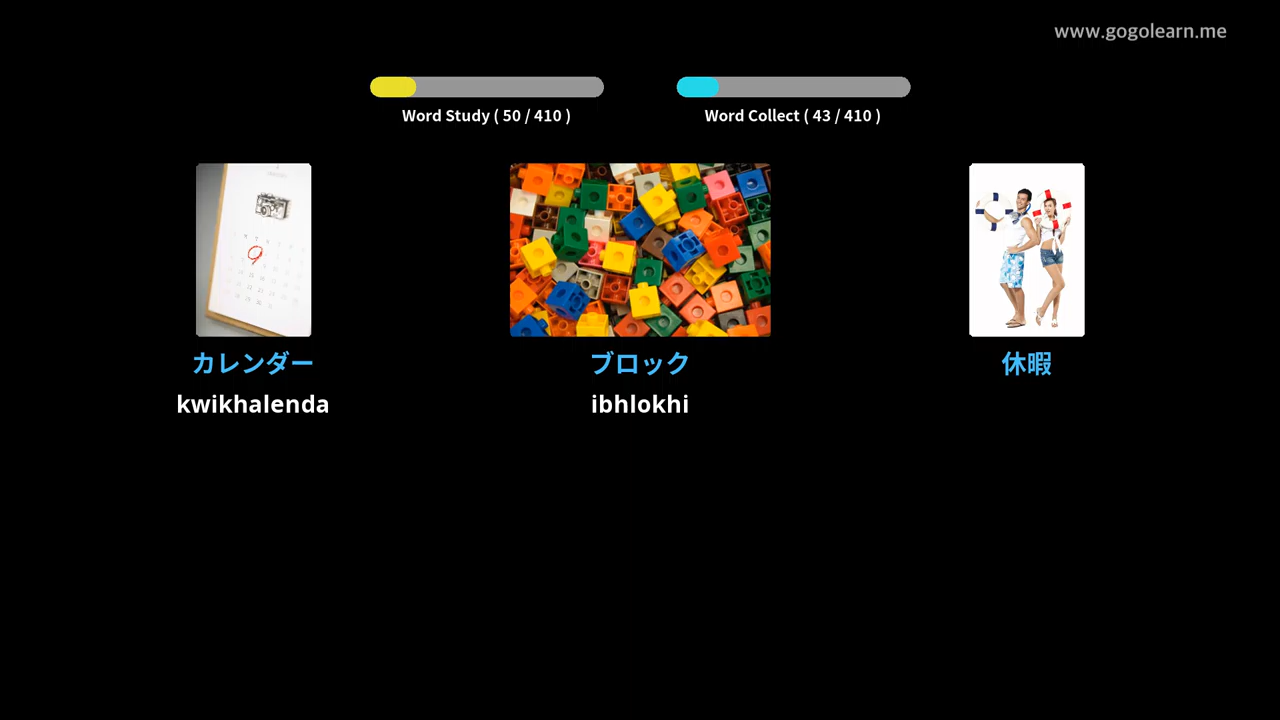 www.gogolearn.me
Word Study ( 50 / 410 )
Word Collect ( 43 / 410 )
カレンダー
ブロック
休暇
kwikhalenda
ibhlokhi